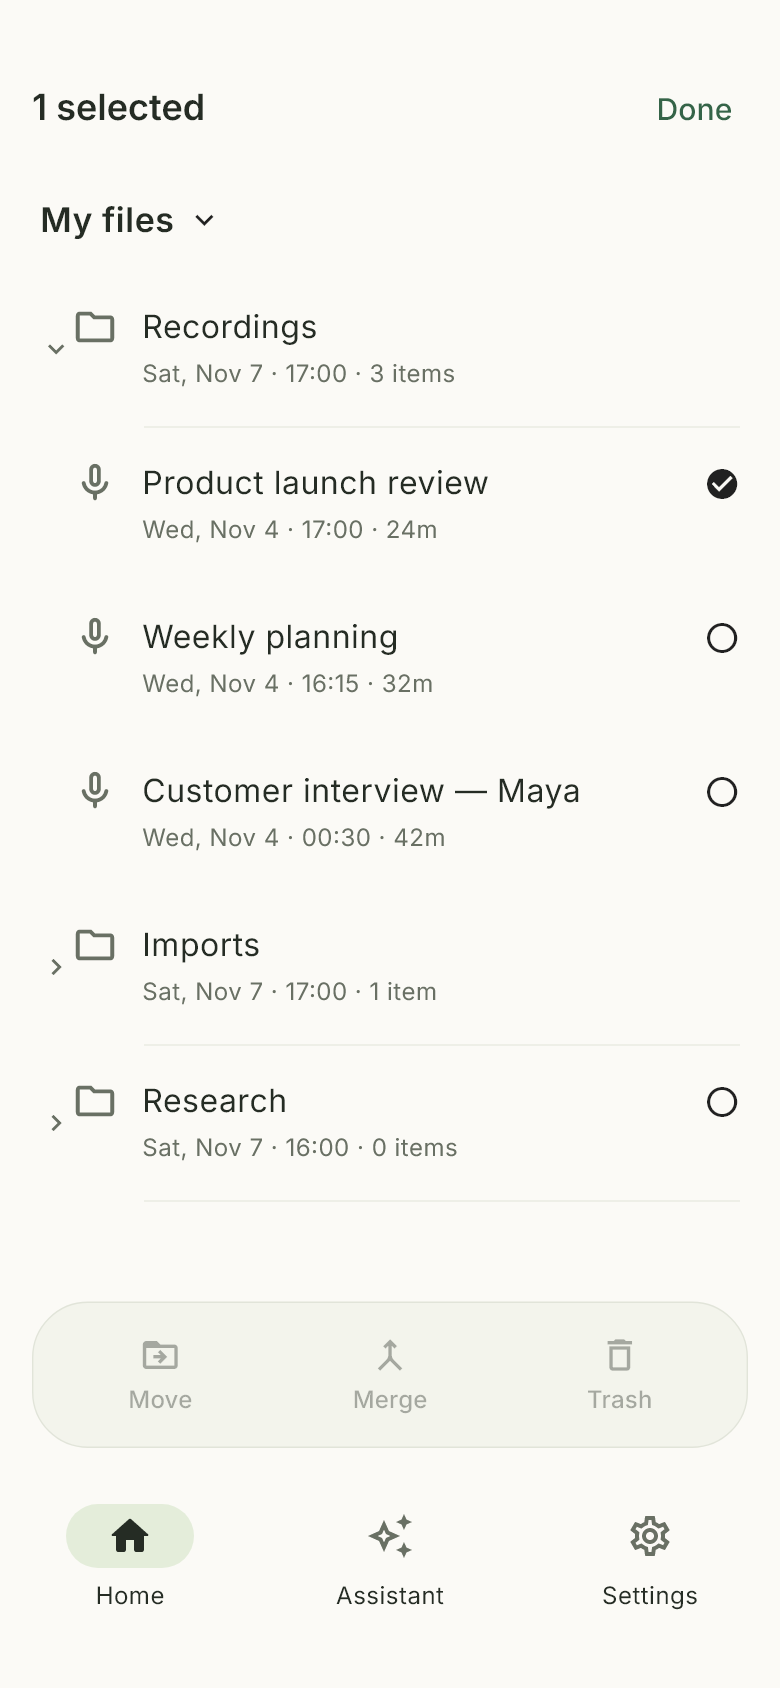 1 selected
Done
My files
Recordings
Sat, Nov 7 · 17:00 · 3 items
Product launch review
Wed, Nov 4 · 17:00 · 24m
Weekly planning
Wed, Nov 4 · 16:15 · 32m
Customer interview — Maya
Wed, Nov 4 · 00:30 · 42m
Imports
Sat, Nov 7 · 17:00 · 1 item
Research
Sat, Nov 7 · 16:00 · 0 items
Move
Merge
Trash
Home
Assistant
Settings